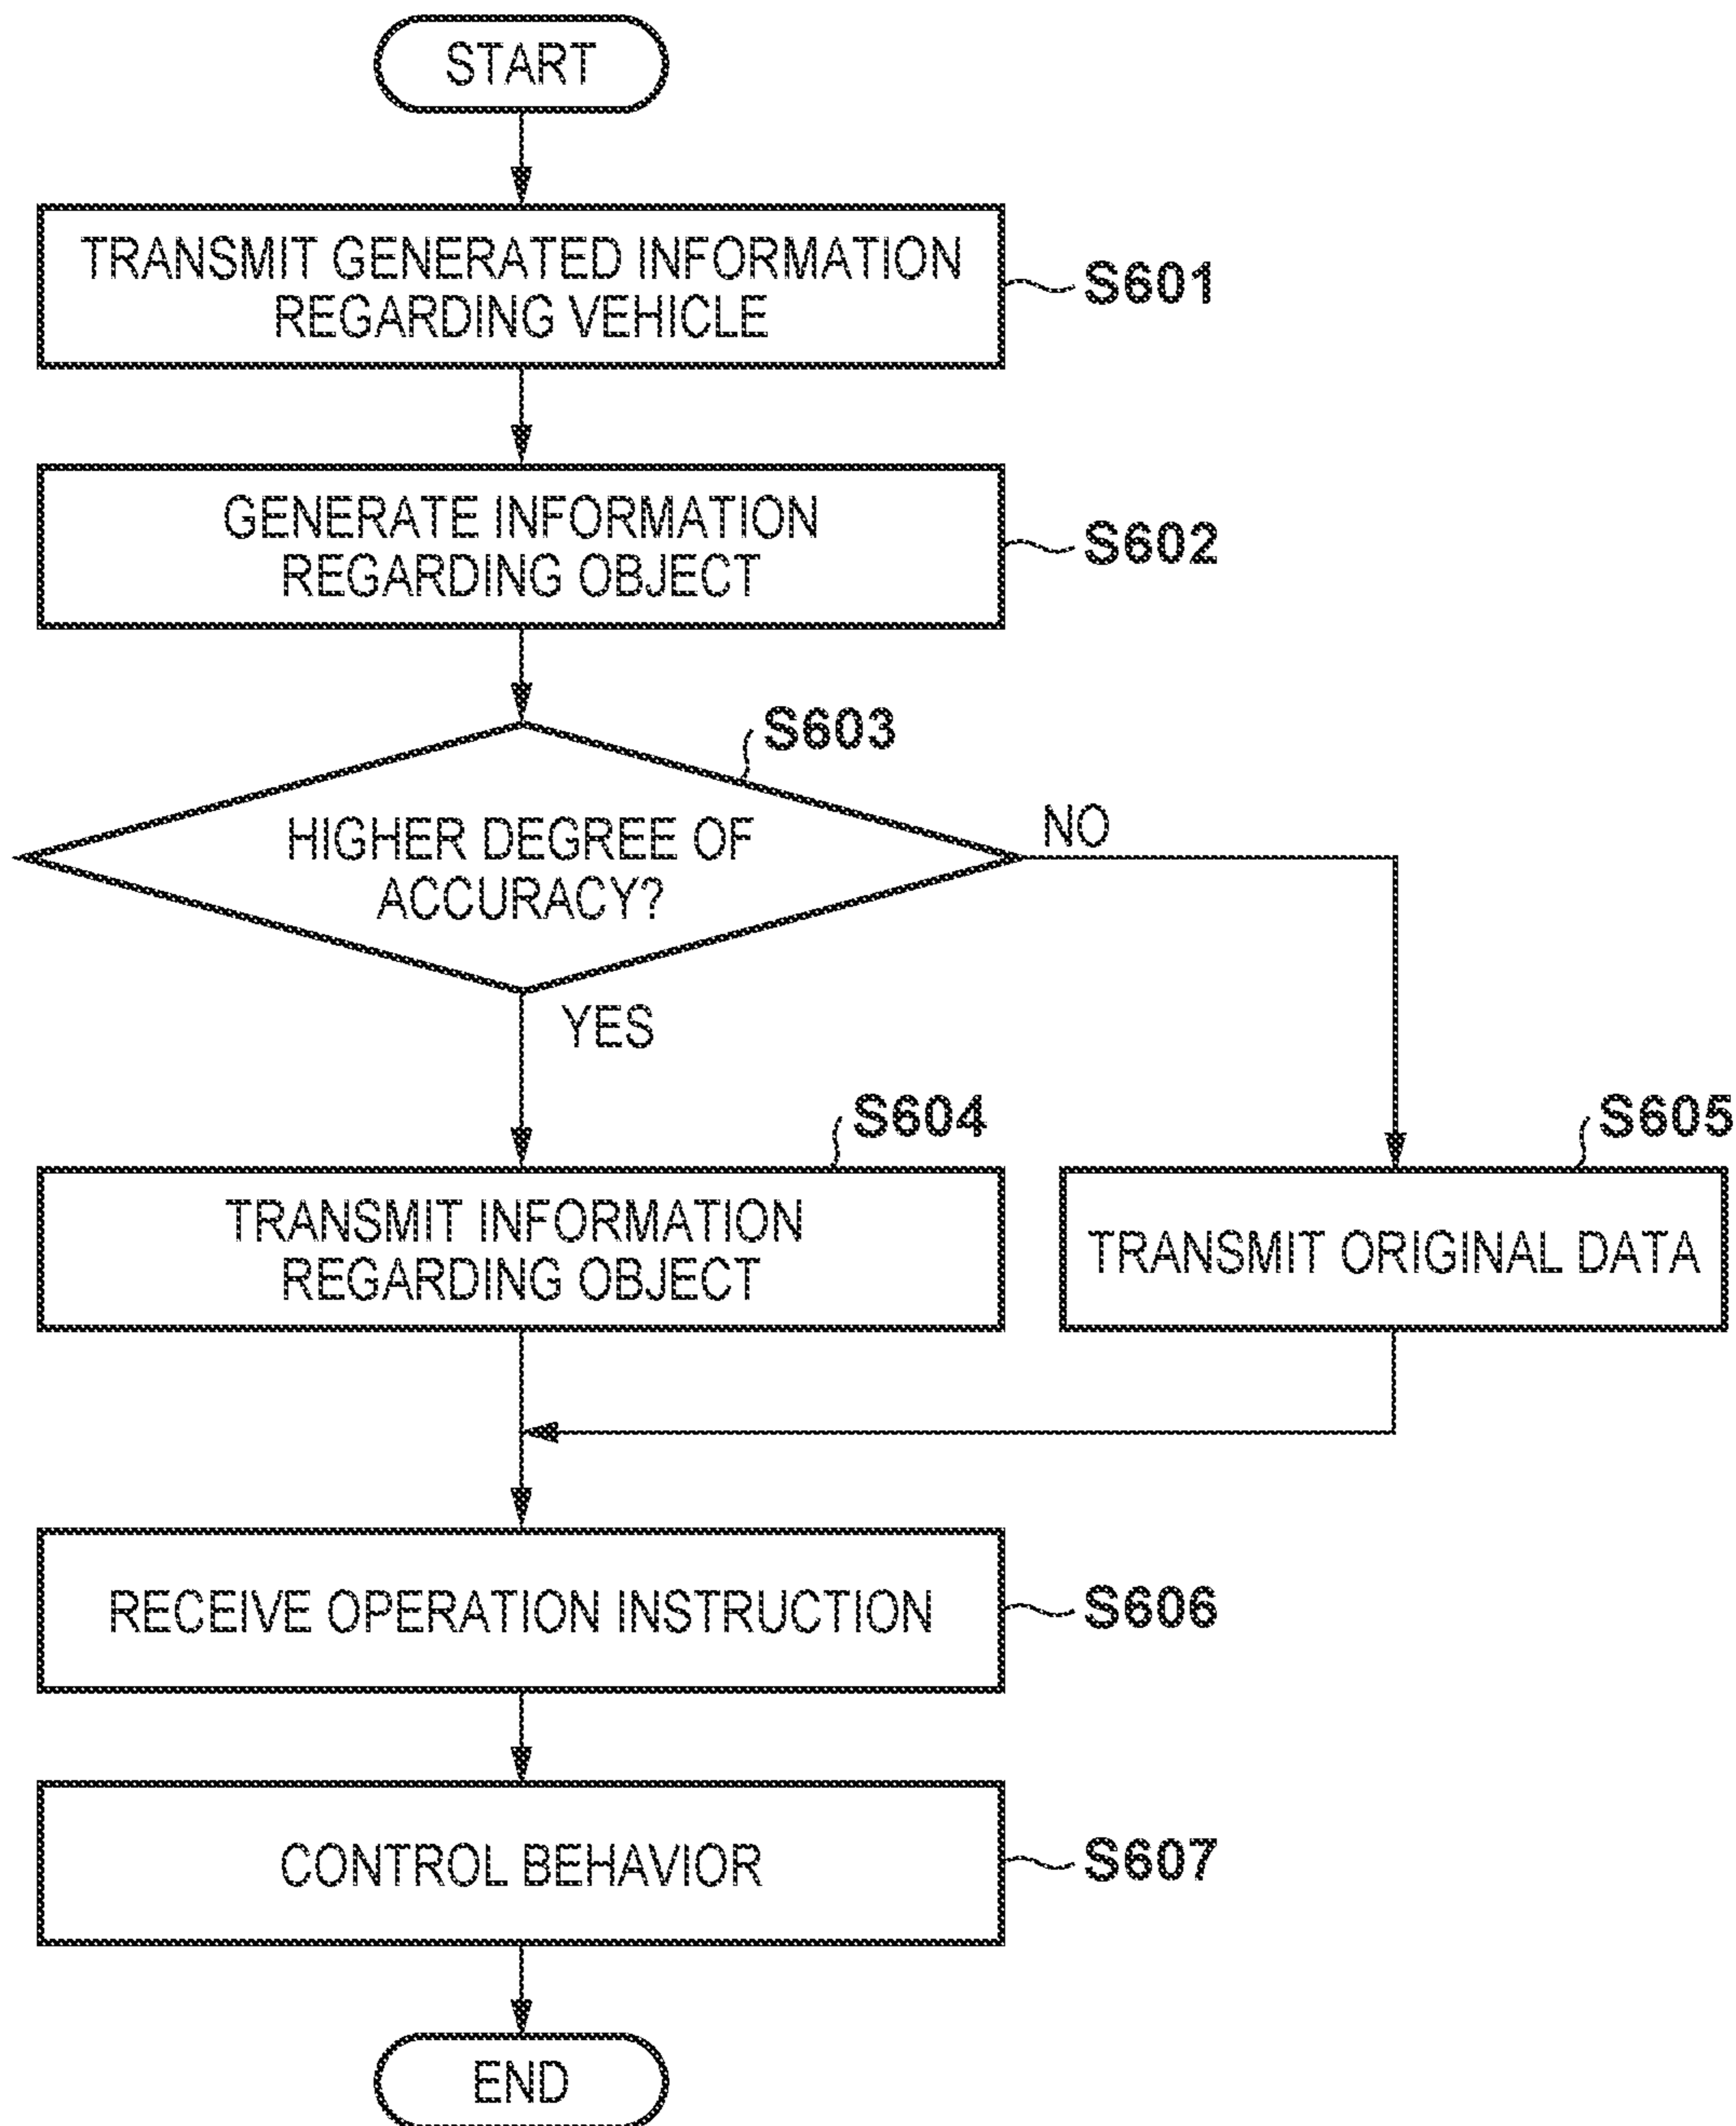 START
TRANSMIT GENERATED INFORMATION
REGARDING VEHICLE
S601
GENERATE INFORMATION
REGARDING OBJECT
S602
S603
HIGHER DEGREE OF
ACCURACY?
NO
YES
S604
TRANSMIT INFORMATION
REGARDING OBJECT
S605
TRANSMIT ORIGINAL DATA
RECEIVE OPERATION INSTRUCTION
S606
CONTROL BEHAVIOR
S607
END